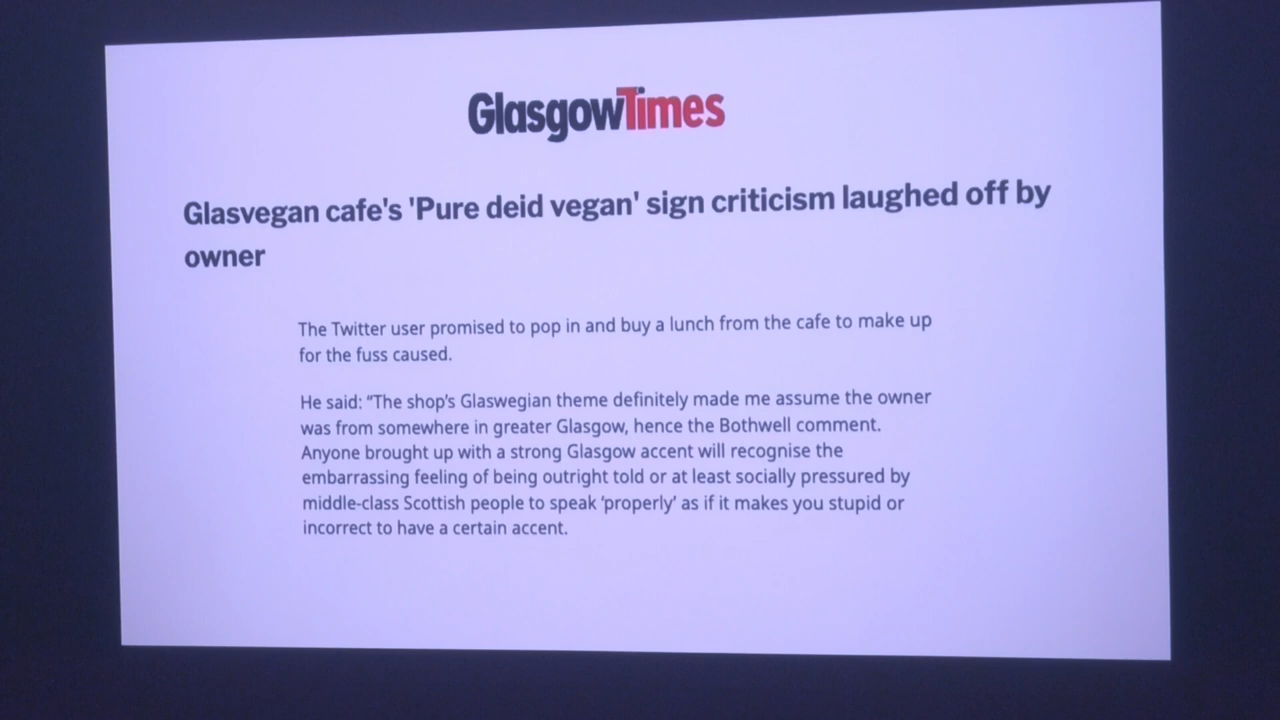 GlasgowTimes
Glasvegan cafe's 'Pure deid vegan' sign criticism laughed off by
owner
The Twitter user promised to pop in and buy a lunch from the cafe to make up
for the fuss caused.
He said: “The shop’s Glaswegian theme definitely made me assume the owner
was from somewhere in greater Glasgow, hence the Bothwell comment.
Anyone brought up with a strong Glasgow accent will recognise the
embarrassing feeling of being outright told or at least socially pressured by
middle-class Scottish people to speak ‘properly’ as if it makes you stupid or
incorrect to have a certain accent.